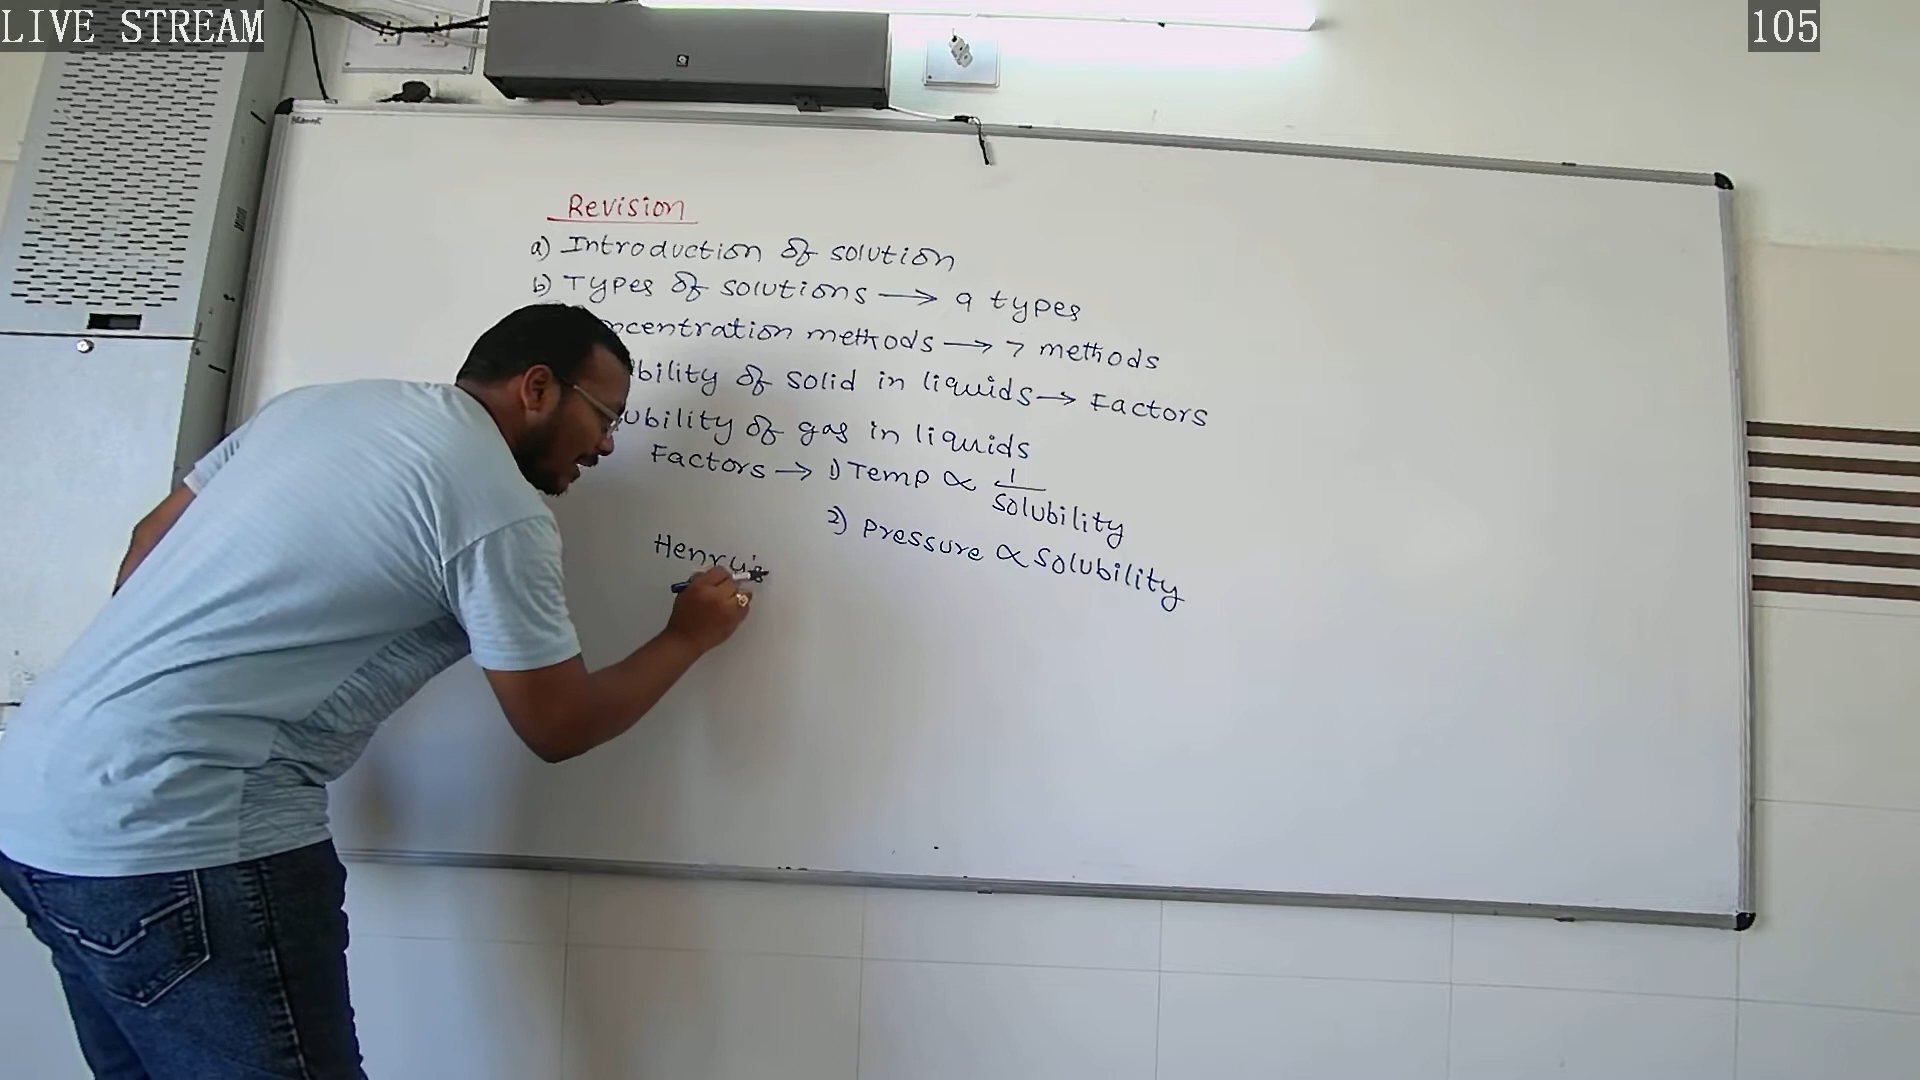 LIVE STREAM
105
Revision
a) Introduction of solution
b) Types of solutions → 9 types
ncentration methods → 7 methods
bility of solid in liquids → Factors
ubility of gas in liquids
Factors → 1) Temp ∝ 1/solubility
2) Pressure ∝ solubility
Henry's